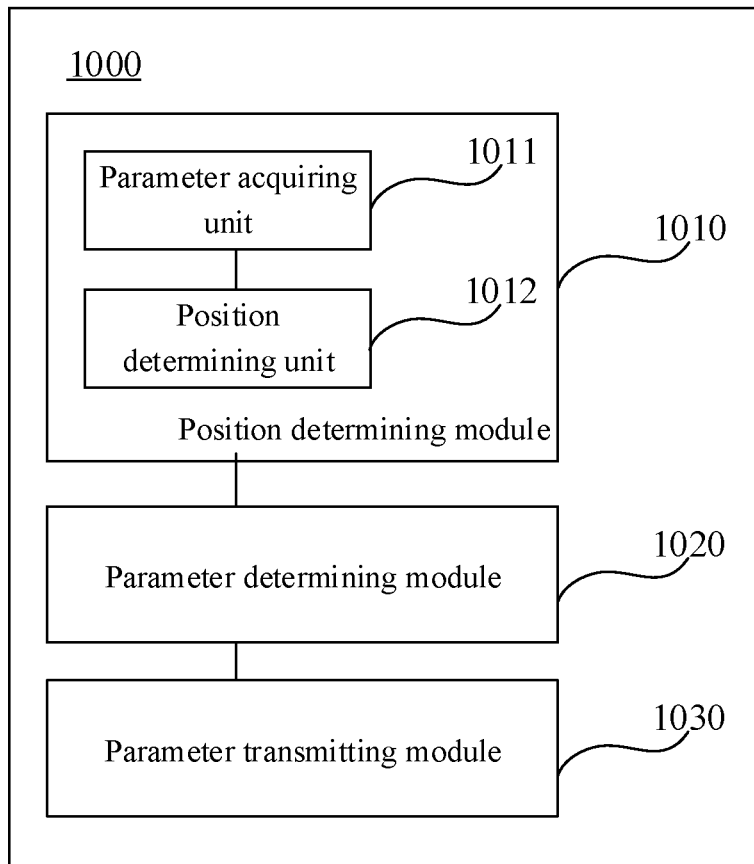 1000
1011
Parameter acquiring
unit
1010
1012
Position
determining unit
Position determining module
1020
Parameter determining module
1030
Parameter transmitting module